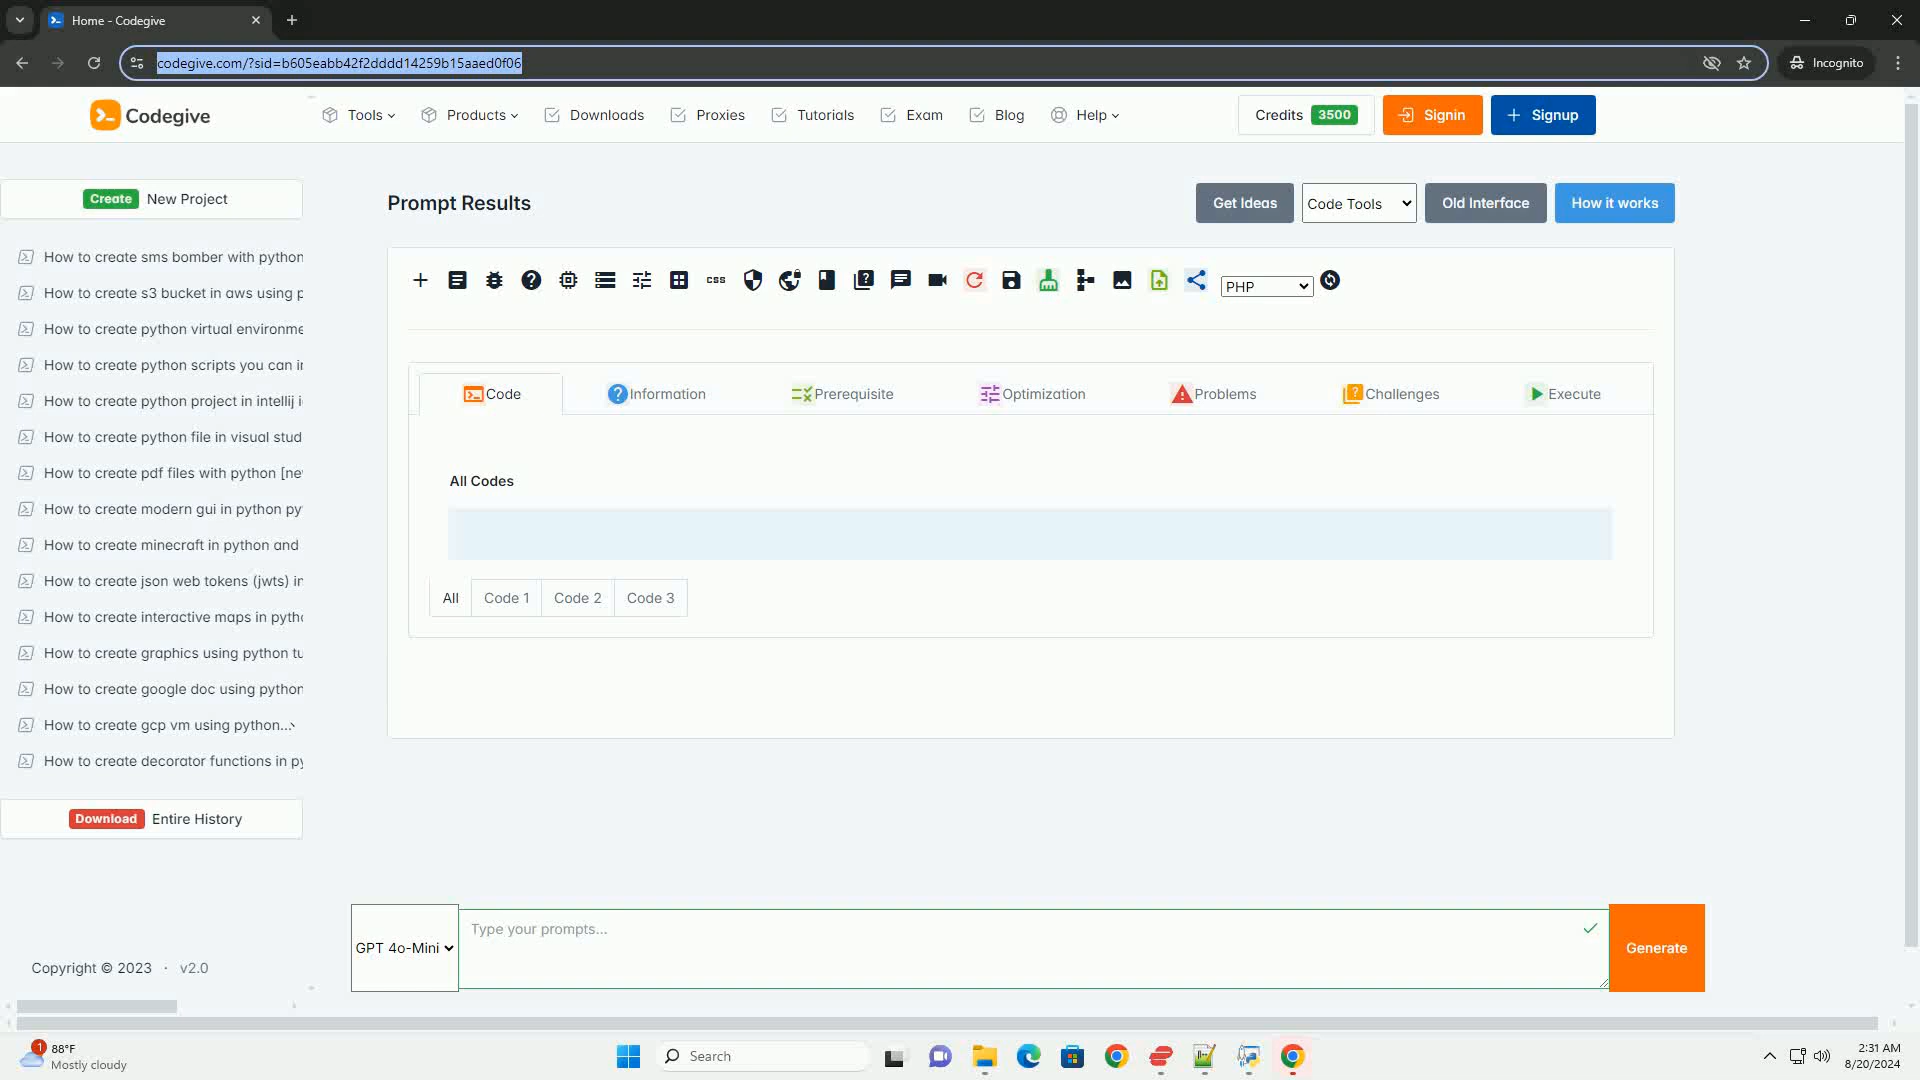 Home - Codegive
codegive.com/?sid=b605eabb42f2dddd14259b15aaed0f06
Incognito
Codegive
Tools
Products
Downloads
Proxies
Tutorials
Exam
Blog
Help
Credits 3500
Signin
Signup
Create New Project
How to create sms bomber with python
How to create s3 bucket in aws using p
How to create python virtual environme
How to create python scripts you can in
How to create python project in intellij i
How to create python file in visual stud
How to create pdf files with python [ne
How to create modern gui in python py
How to create minecraft in python and
How to create json web tokens (jwts) in
How to create interactive maps in pytho
How to create graphics using python tu
How to create google doc using python
How to create gcp vm using python...
How to create decorator functions in py
Download Entire History
Copyright © 2023 · v2.0
Prompt Results
Get Ideas
Code Tools
Old Interface
How it works
CSS
PHP
Code
Information
Prerequisite
Optimization
Problems
Challenges
Execute
All Codes
All
Code 1
Code 2
Code 3
GPT 4o-Mini
Type your prompts...
Generate
1
88°F
Mostly cloudy
Search
2:31 AM
8/20/2024